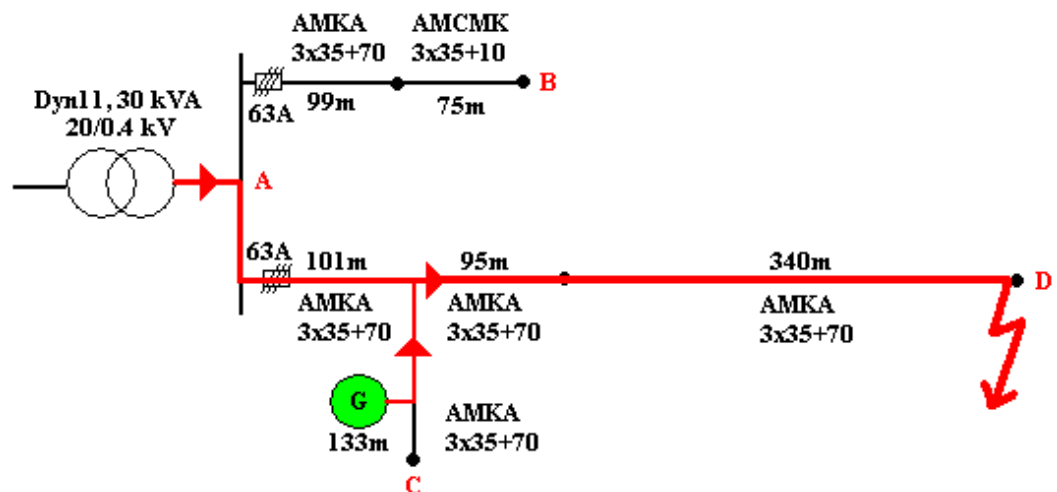 AMKA
3x35+70
AMCMK
3x35+10
99m
75m
B
63A
Dyn11, 30 kVA
20/0.4 kV
A
63A
101m
95m
340m
D
AMKA
3x35+70
AMKA
3x35+70
AMKA
3x35+70
G
133m
AMKA
3x35+70
C